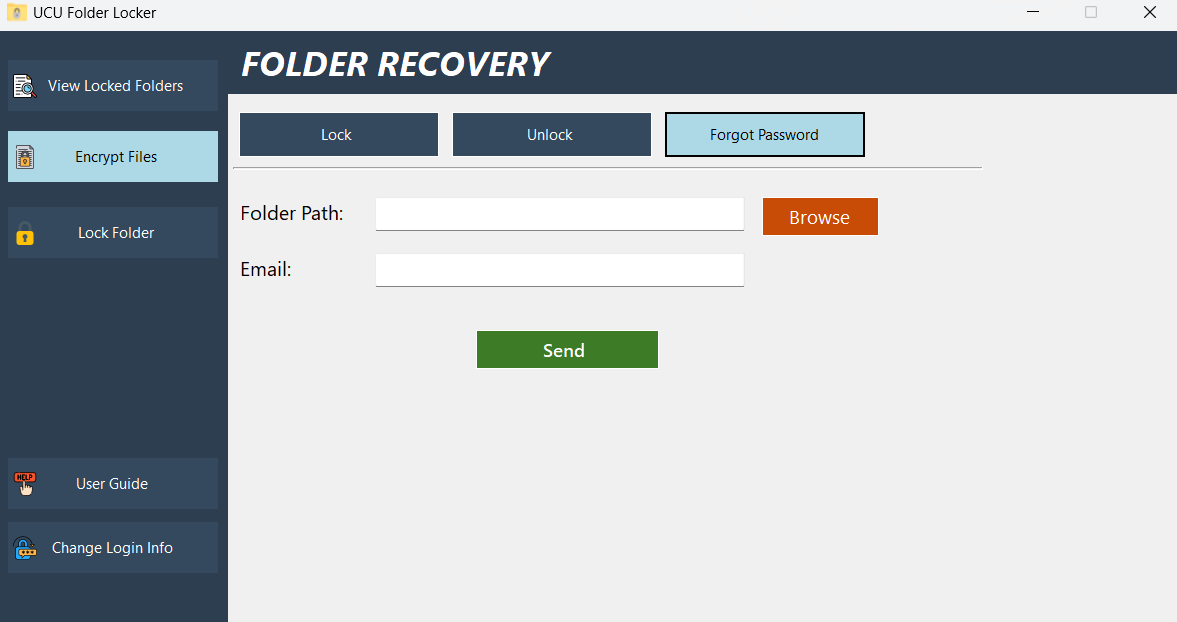 UCU Folder Locker
FOLDER RECOVERY
View Locked Folders
Encrypt Files
Lock Folder
HELP
User Guide
Change Login Info
Lock
Unlock
Forgot Password
Folder Path:
Browse
Email:
Send